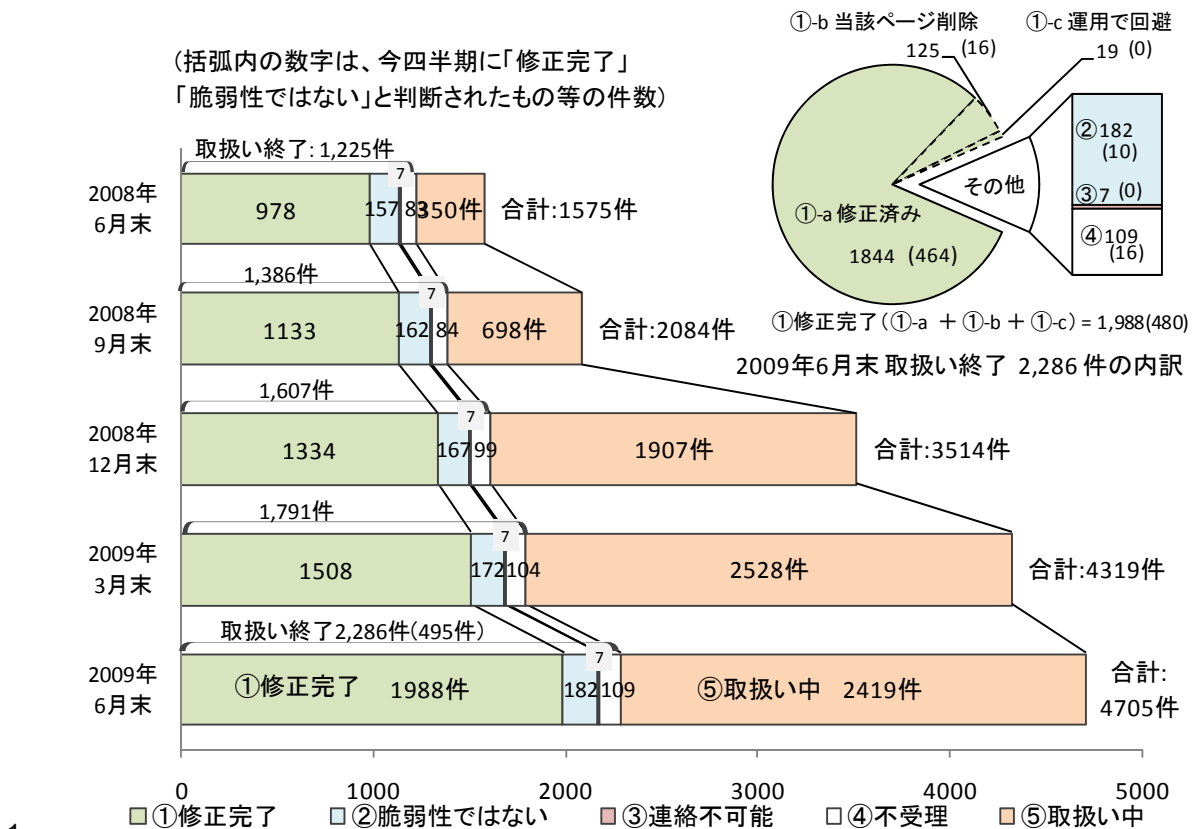 (括弧内の数字は、今四半期に「修正完了」
「脆弱性ではない」と判断されたもの等の件数)
①-b 当該ページ削除
125 (16)
①-c 運用で回避
19 (0)
②182
(10)
③7 (0)
④109
(16)
その他
①-a 修正済み
1844 (464)
①修正完了(①-a +①-b +①-c) = 1,988(480)
2009年6月末 取扱い終了 2,286 件の内訳
取扱い終了: 1,225件
2008年
6月末
978
157
7
83
350件
合計:1575件
1,386件
2008年
9月末
1133
162
7
84
698件
合計:2084件
1,607件
2008年
12月末
1334
167
7
99
1907件
合計:3514件
1,791件
2009年
3月末
1508
172
7
104
2528件
合計:4319件
取扱い終了2,286件(495件)
2009年
6月末
①修正完了 1988件
182
7
109
⑤取扱い中 2419件
合計:
4705件
0 1000 2000 3000 4000 5000
①修正完了 ②脆弱性ではない ③連絡不可能 ④不受理 ⑤取扱い中